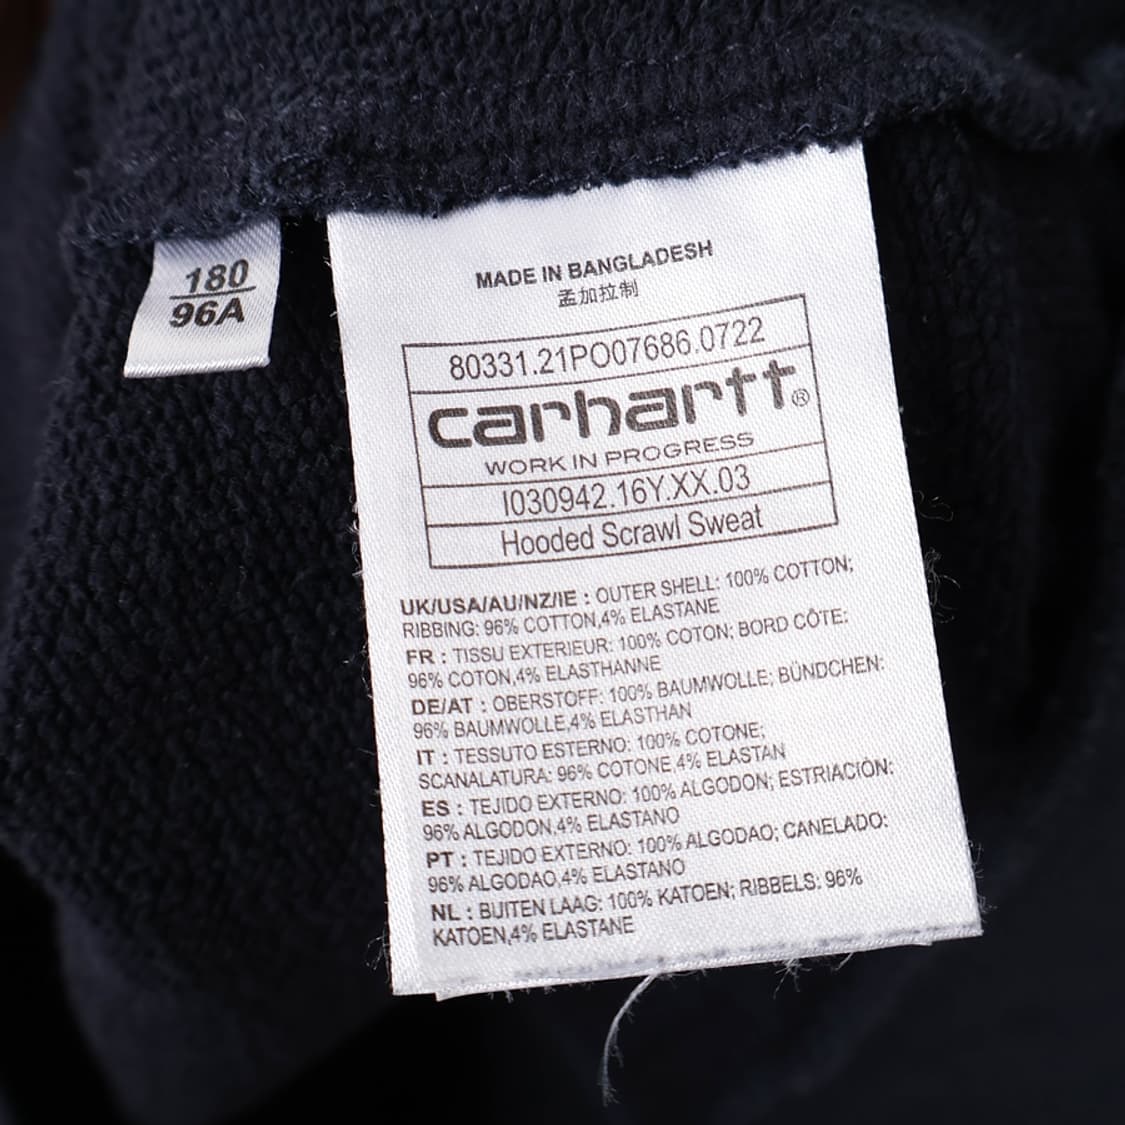 180
96A
MADE IN BANGLADESH
孟加拉制
80331.21PO07686.0722
carhartt®
WORK IN PROGRESS
I030942.16Y.XX.03
Hooded Scrawl Sweat
UK/USA/AU/NZ/IE : OUTER SHELL: 100% COTTON;
RIBBING: 96% COTTON,4% ELASTANE
FR : TISSU EXTERIEUR: 100% COTON; BORD CÔTE:
96% COTON,4% ELASTHANNE
DE/AT : OBERSTOFF: 100% BAUMWOLLE; BÜNDCHEN:
96% BAUMWOLLE,4% ELASTHAN
IT : TESSUTO ESTERNO: 100% COTONE;
SCANALATURA: 96% COTONE 4% ELASTAN
ES : TEJIDO EXTERNO: 100% ALGODON; ESTRIACION:
96% ALGODON,4% ELASTANO
PT : TEJIDO EXTERNO: 100% ALGODAO; CANELADO:
96% ALGODAO,4% ELASTANO
NL : BUITEN LAAG: 100% KATOEN; RIBBELS: 96%
KATOEN,4% ELASTANE